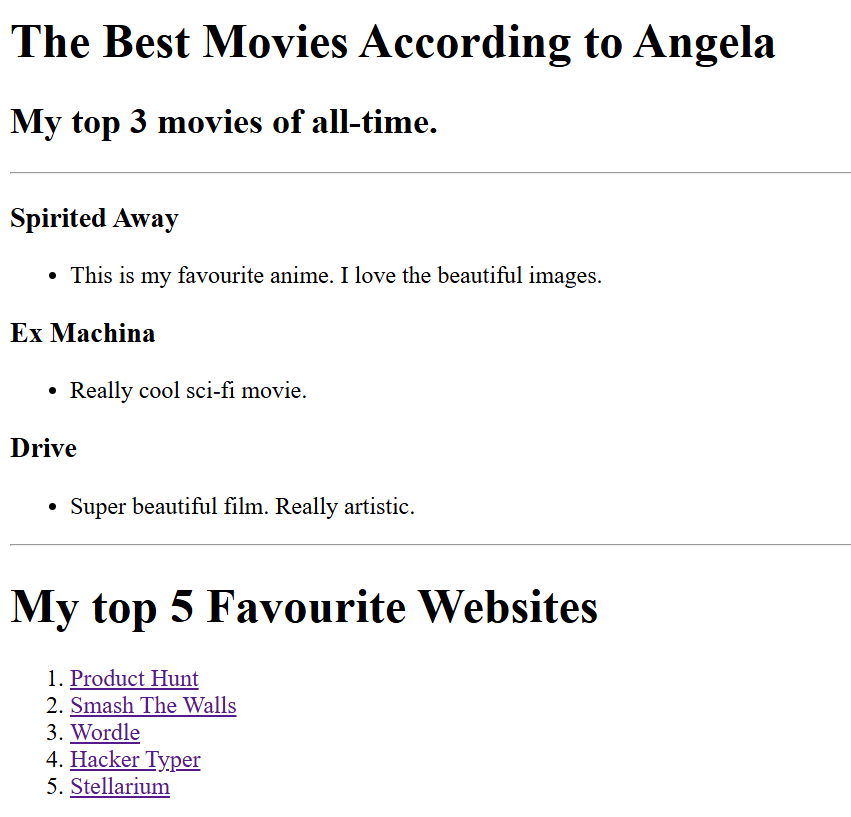 The Best Movies According to Angela
My top 3 movies of all-time.
Spirited Away
• This is my favourite anime. I love the beautiful images.
Ex Machina
• Really cool sci-fi movie.
Drive
• Super beautiful film. Really artistic.
My top 5 Favourite Websites
1. Product Hunt
2. Smash The Walls
3. Wordle
4. Hacker Typer
5. Stellarium